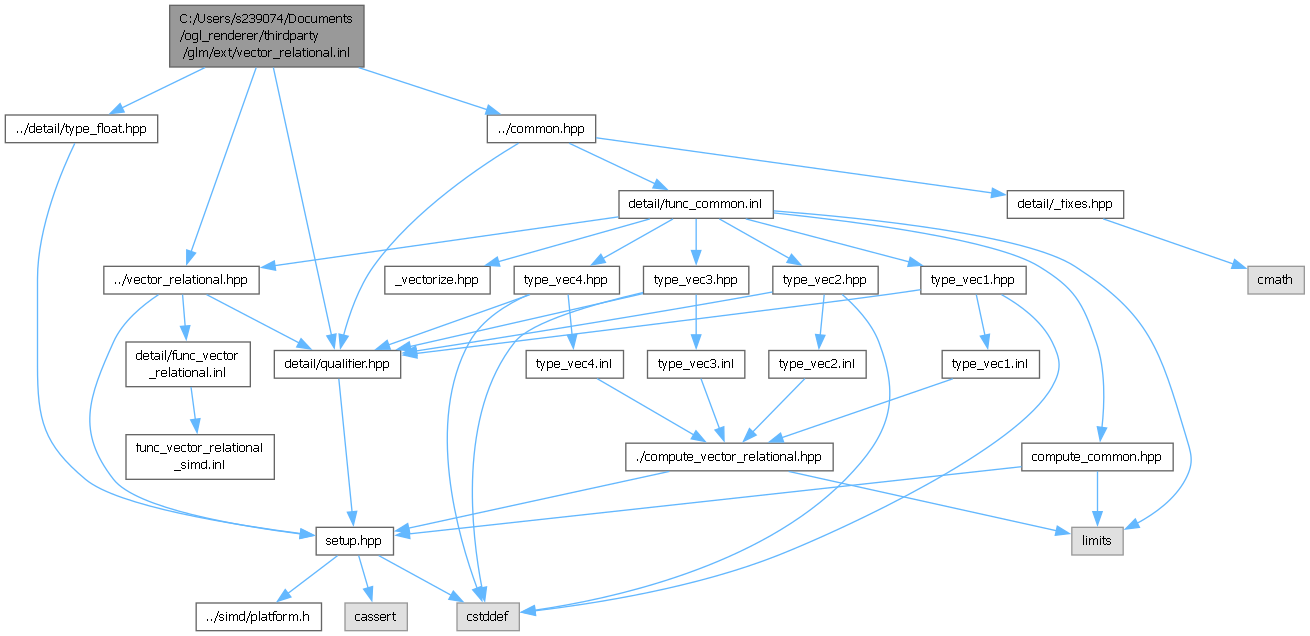 C:/Users/s239074/Documents
/ogl_renderer/thirdparty
/glm/ext/vector_relational.inl
../detail/type_float.hpp
../common.hpp
detail/func_common.inl
detail/_fixes.hpp
../vector_relational.hpp
_vectorize.hpp
type_vec4.hpp
type_vec3.hpp
type_vec2.hpp
type_vec1.hpp
cmath
detail/func_vector
_relational.inl
detail/qualifier.hpp
type_vec4.inl
type_vec3.inl
type_vec2.inl
type_vec1.inl
func_vector_relational
_simd.inl
./compute_vector_relational.hpp
compute_common.hpp
setup.hpp
limits
../simd/platform.h
cassert
cstddef